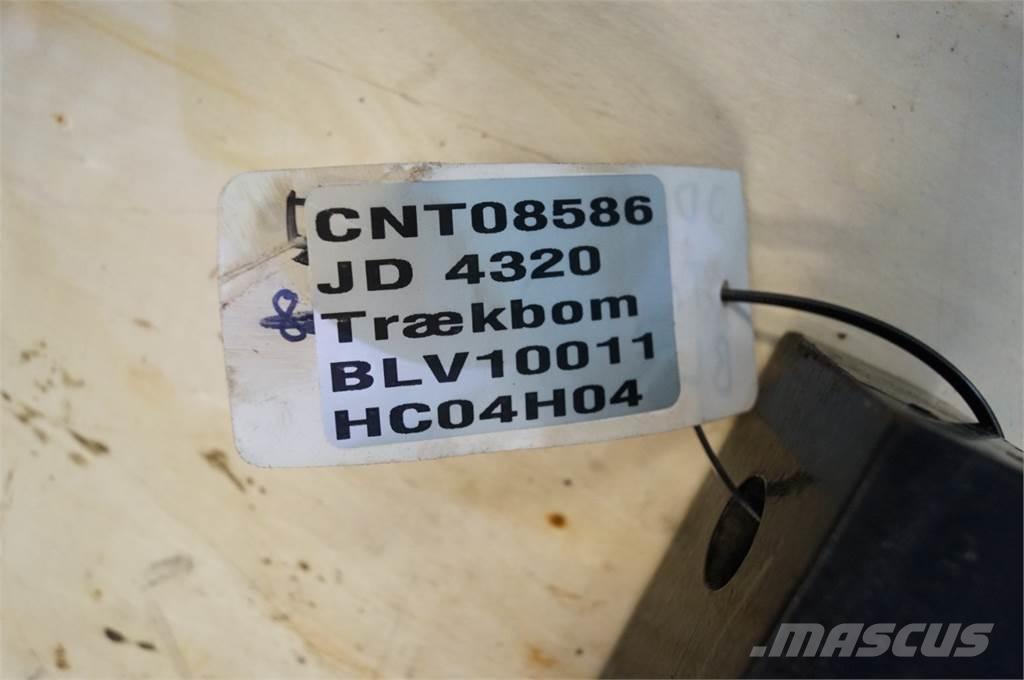 CNT08586
JD 4320
Trækbom
BLV10011
HC04H04
MASCUS